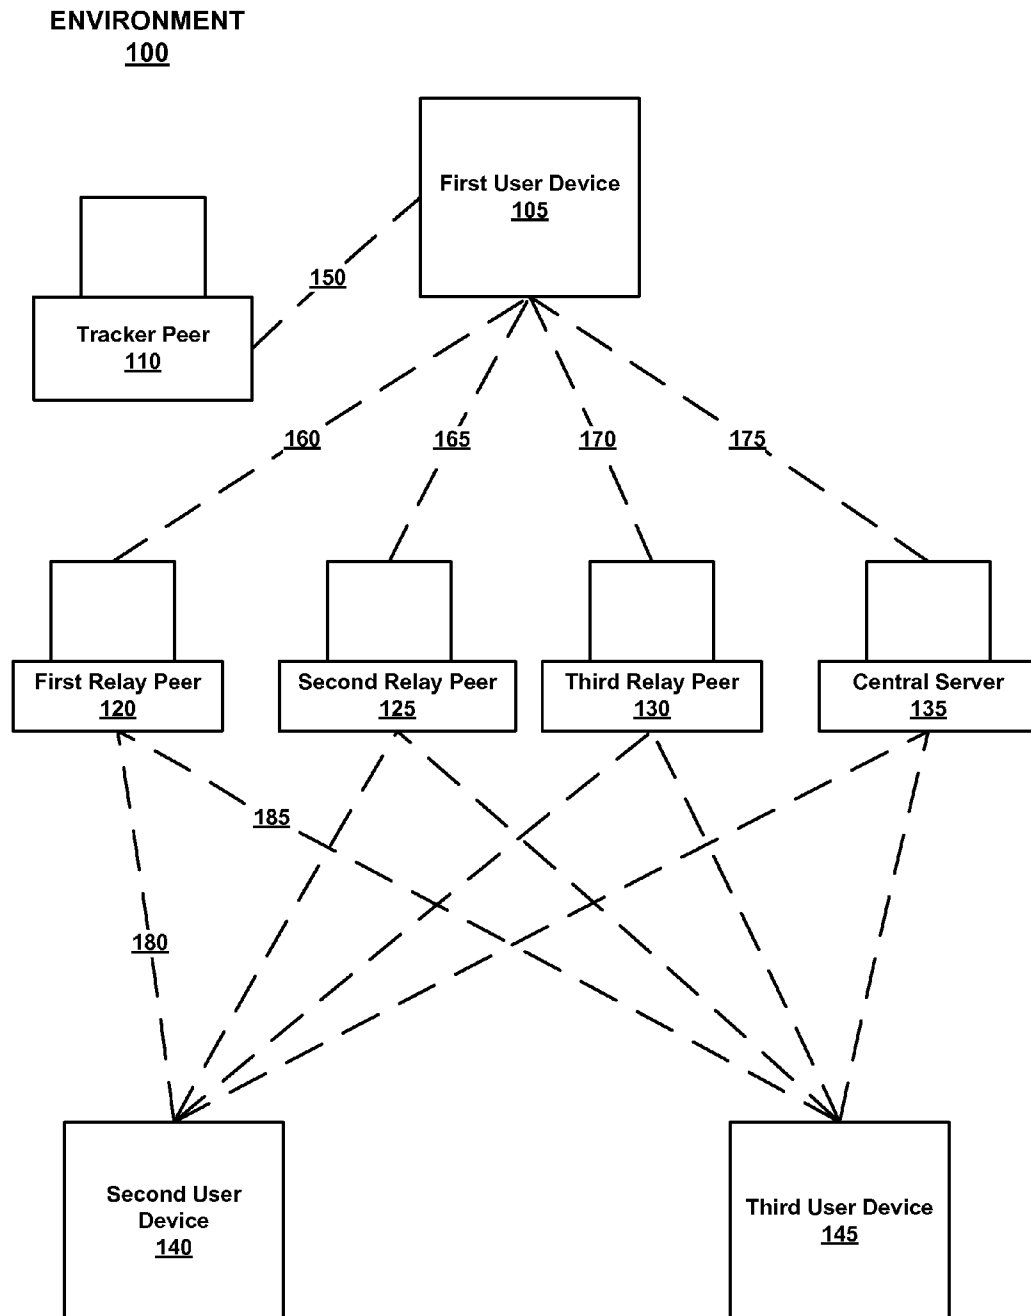 ENVIRONMENT
100
First User Device
105
150
Tracker Peer
110
160
165
170
175
First Relay Peer
120
Second Relay Peer
125
Third Relay Peer
130
Central Server
135
185
180
Second User
Device
140
Third User Device
145